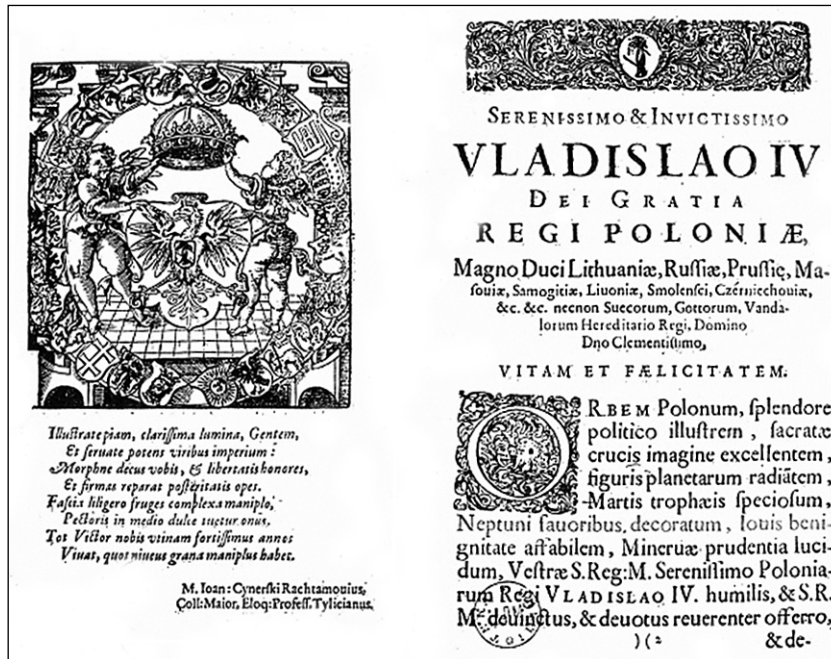 Illustrate piam, clarissima lumina, Gentem,
Et seruate potens viribus imperium:
Morphne decus vobis, & libertatis honores,
Et firmas reparat posteritatis opes.
Fascia liligero fruges complexa maniplo,
Pectoris in medio dulce tuetur onus,
Tot Victor nobis vtinam fortissimus annos
Viuat, quot niueus grana maniplus habet.
M. Ioan: Cynerski Rachtamouius,
Coll: Maior, Eloq: Profess. Tylicianus.
SERENISSIMO & INVICTISSIMO
VLADISLAO IV
DEI GRATIA
REGI POLONIÆ,
Magno Duci Lithuaniæ, Russiæ, Prussię, Ma-
souiæ, Samogitiæ, Liuoniæ, Smolensci, Czérniechouiæ,
&c. &c. necnon Suecorum, Gottorum, Vanda-
lorum Hereditario Regi, Domino
Dno Clementissimo,
VITAM ET FÆLICITATEM.
ORBEM Polonum, splendore
politico illustrem, sacratæ
crucis imagine excellentem,
figuris planetarum radiãtem,
Martis trophæis speciosum,
Neptuni fauoribus decoratum, Iouis beni-
gnitate affabilem, Mineruæ prudentia luci-
dum, Vestræ S. Reg: M. Serenissimo Polonia-
rum Regi VLADISLAO IV. humilis, & S. R.
M. deuinctus, & deuotus reuerenter offerro,
)(2 & de-